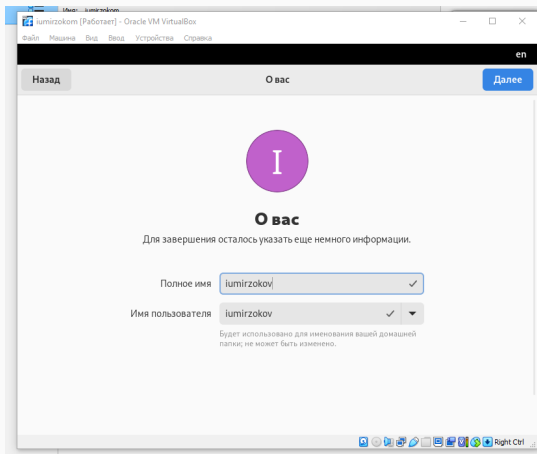 Имя: iumirzokom
iumirzokom [Работает] - Oracle VM VirtualBox
Файл Машина Вид Ввод Устройства Справка
en
Назад О вас Далее
I
О вас
Для завершения осталось указать еще немного информации.
Полное имя iumirzokov
Имя пользователя iumirzokov
Будет использовано для именования вашей домашней
папки; не может быть изменено.
Right Ctrl